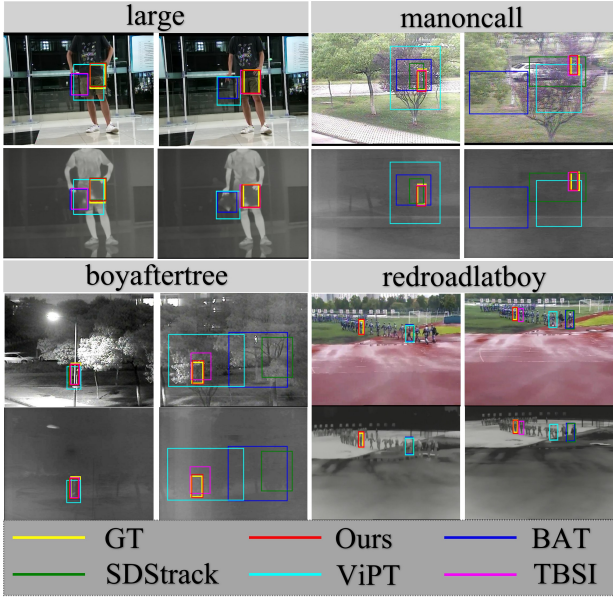 large
manoncall
boyaftertree
redroadlatboy
GT
Ours
BAT
SDStrack
ViPT
TBSI